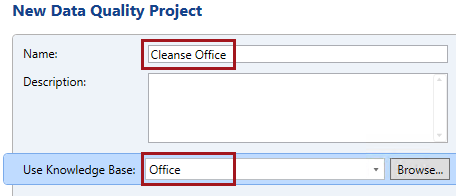 New Data Quality Project
Name: Cleanse Office
Description:
Use Knowledge Base: Office Browse...